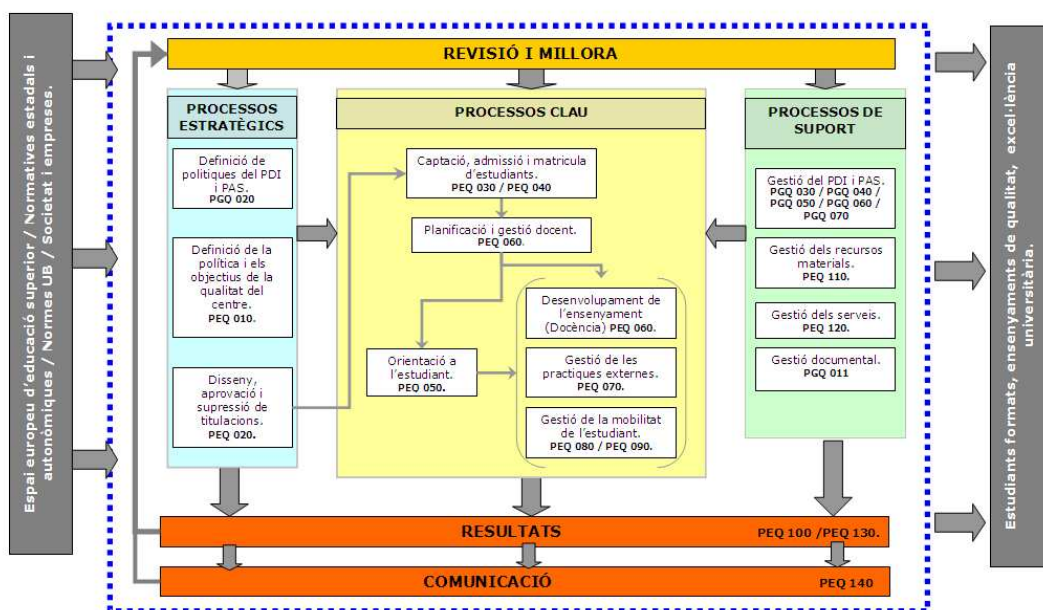 Espai europeu d'educació superior / Normatives estadals i
autonòmiques / Normes UB / Societat i empreses.
REVISIÓ I MILLORA
PROCESSOS
ESTRATÈGICS
Definició de
politiques del PDI
i PAS.
PGQ 020
Definició de la
política i els
objectius de la
qualitat del
centre.
PEQ 010.
Disseny,
aprovació i
supressió de
titulacions.
PEQ 020.
PROCESSOS CLAU
Captació, admissió i matricula
d'estudiants.
PEQ 030 / PEQ 040
Planificació i gestió docent.
PEQ 060.
Desenvolupament de
l'ensenyament
(Docència) PEQ 060.
Orientació a
l'estudiant.
PEQ 050.
Gestió de les
practiques externes.
PEQ 070.
Gestió de la mobilitat
de l'estudiant.
PEQ 080 / PEQ 090.
PROCESSOS DE
SUPORT
Gestió del PDI i PAS.
PGQ 030 / PGQ 040 /
PGQ 050 / PGQ 060 /
PGQ 070
Gestió dels recursos
materials.
PEQ 110.
Gestió dels serveis.
PEQ 120.
Gestió documental.
PGQ 011
RESULTATS
PEQ 100 /PEQ 130.
COMUNICACIÓ
PEQ 140
Estudiants formats, ensenyaments de qualitat, excel·lència
universitària.